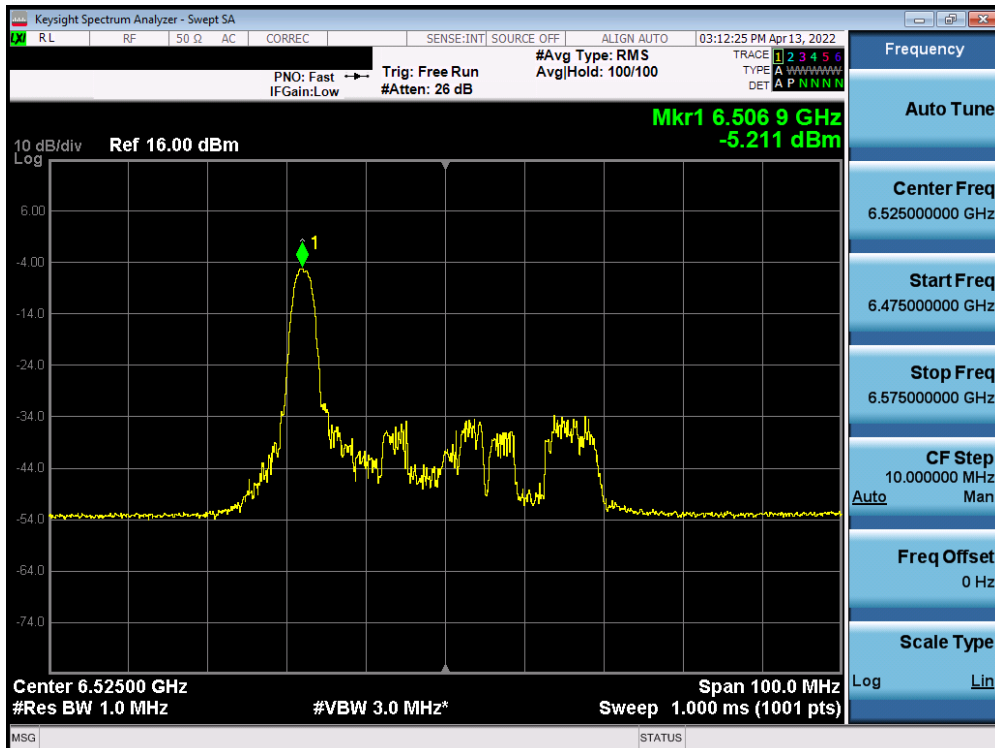 Keysight Spectrum Analyzer - Swept SA
LXI RL RF 50 Ω AC CORREC SENSE:INT SOURCE OFF ALIGN AUTO 03:12:25 PM Apr 13, 2022
#Avg Type: RMS TRACE 1 2 3 4 5 6
PNO: Fast Trig: Free Run Avg|Hold: 100/100 TYPE A WWWWW
IFGain:Low #Atten: 26 dB DET A P N N N N
Mkr1 6.506 9 GHz
-5.211 dBm
10 dB/div Ref 16.00 dBm
Log
1
6.00
-4.00
-14.0
-24.0
-34.0
-44.0
-54.0
-64.0
-74.0
Center 6.52500 GHz Span 100.0 MHz
#Res BW 1.0 MHz #VBW 3.0 MHz* Sweep 1.000 ms (1001 pts)
MSG STATUS
Frequency
Auto Tune
Center Freq
6.525000000 GHz
Start Freq
6.475000000 GHz
Stop Freq
6.575000000 GHz
CF Step
10.000000 MHz
Auto Man
Freq Offset
0 Hz
Scale Type
Log Lin